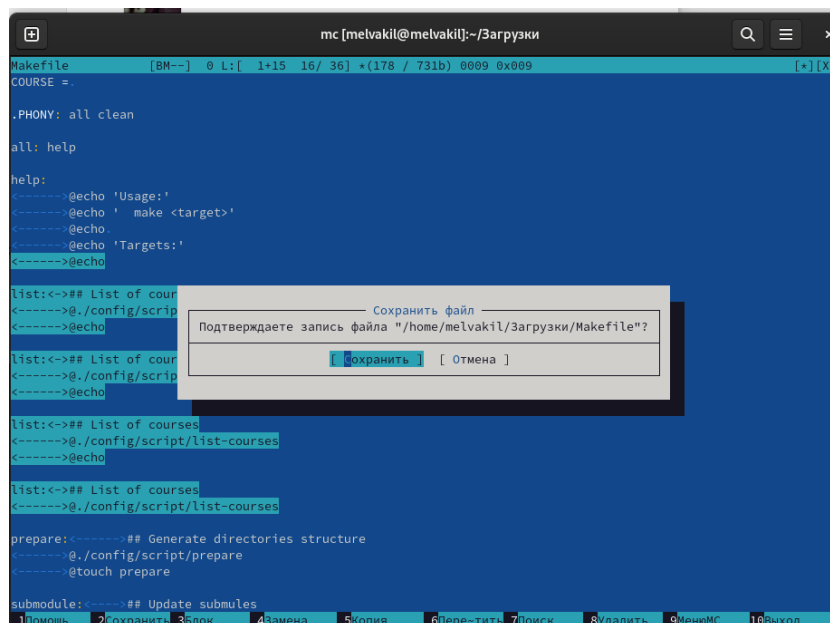 mc [melvakil@melvakil]:~/Загрузки
Makefile [BM--] 0 L:[ 1+15 16/ 36] *(178 / 731b) 0009 0x009 [*][X
COURSE =.
.PHONY: all clean
all: help
help:
<------>@echo 'Usage:'
<------>@echo ' make <target>'
<------>@echo.
<------>@echo 'Targets:'
<------>@echo
list:<->## List of cour
<------>@./config/scrip
<------>@echo
Сохранить файл
Подтверждаете запись файла "/home/melvakil/Загрузки/Makefile"?
[ Сохранить ] [ Отмена ]
list:<->## List of cour
<------>@./config/scrip
<------>@echo
list:<->## List of courses
<------>@./config/script/list-courses
<------>@echo
list:<->## List of courses
<------>@./config/script/list-courses
prepare:<------>## Generate directories structure
<------>@./config/script/prepare
<------>@touch prepare
submodule:<---->## Update submules
1Помощь 2Сохранить 3Блок 4Замена 5Копия 6Пере~тить 7Поиск 8Удалить 9МенюМС 10Выход